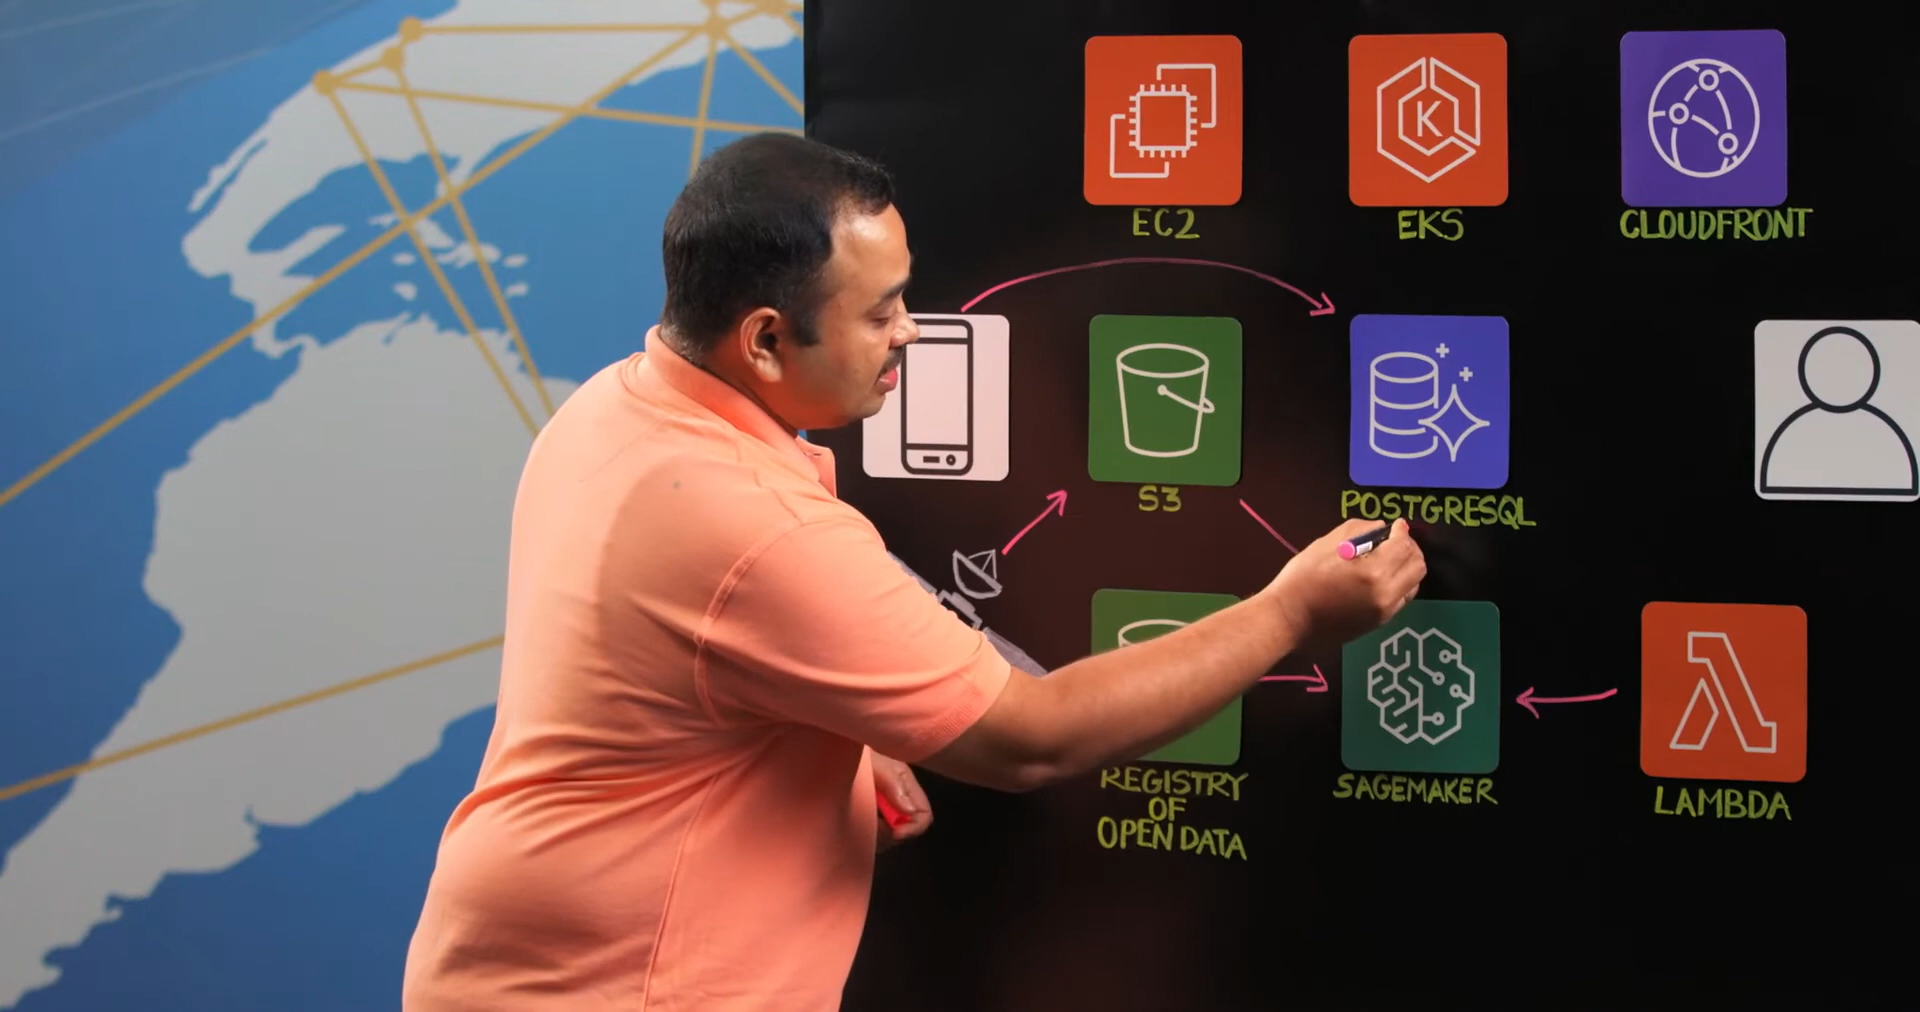 EC2
EKS
CLOUDFRONT
K
S3
POSTGRESQL
REGISTRY
OF
OPEN DATA
SAGEMAKER
LAMBDA